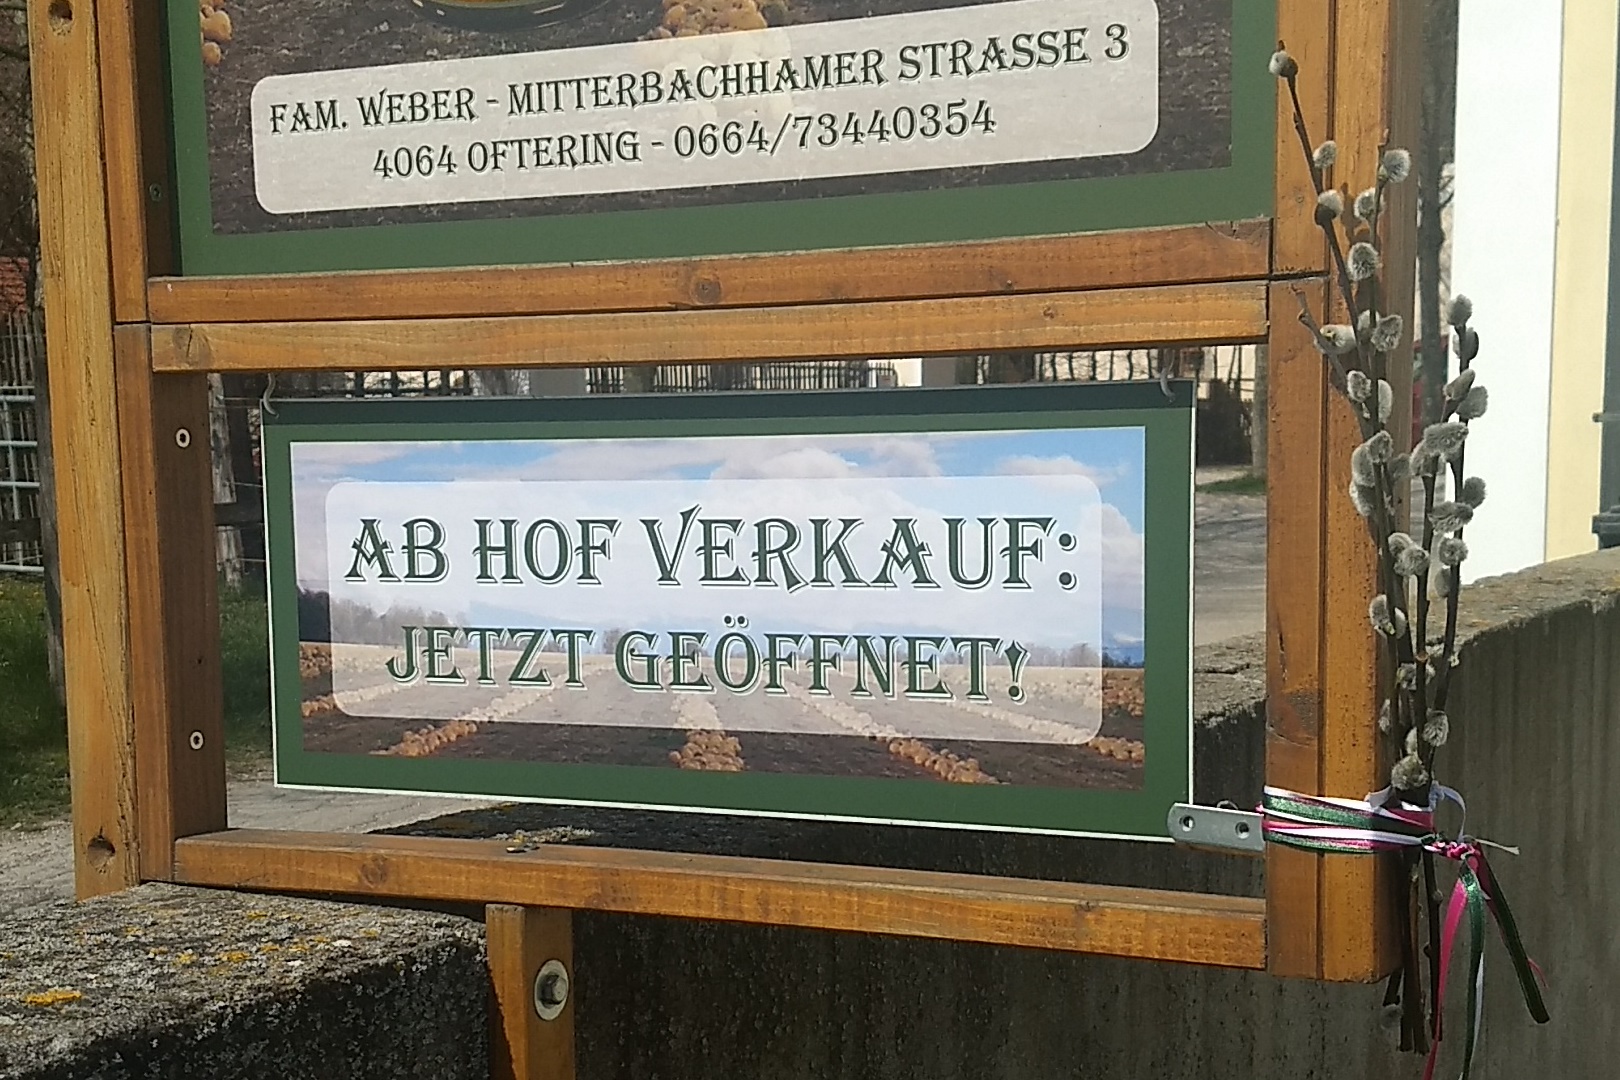 FAM. WEBER - MITTERBACHHAMER STRASSE 3
4064 OFTERING - 0664/73440354
AB HOF VERKAUF:
JETZT GEÖFFNET!